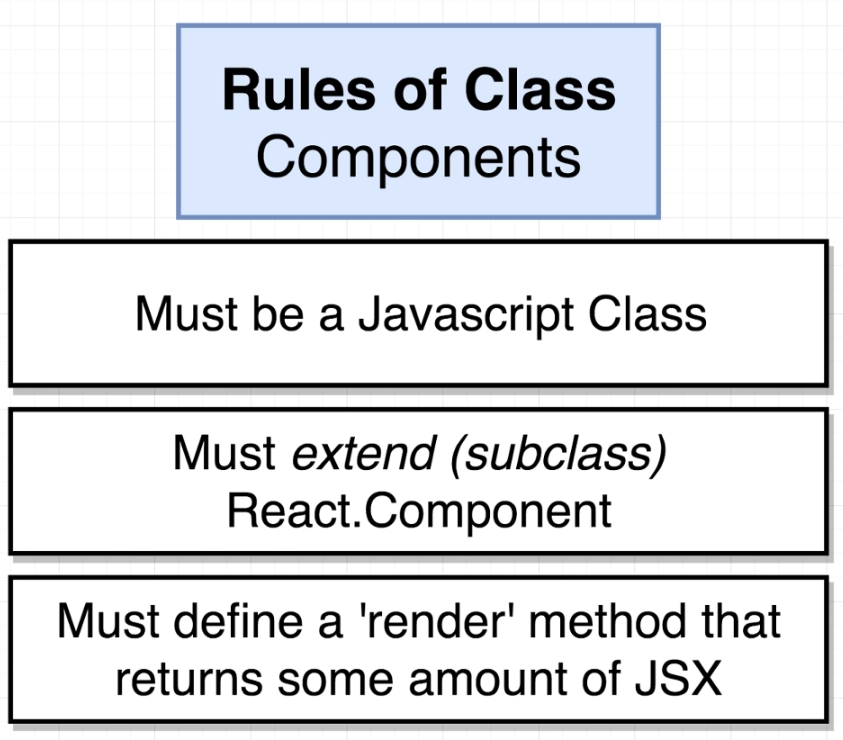 Rules of Class
Components
Must be a Javascript Class
Must extend (subclass)
React.Component
Must define a 'render' method that
returns some amount of JSX